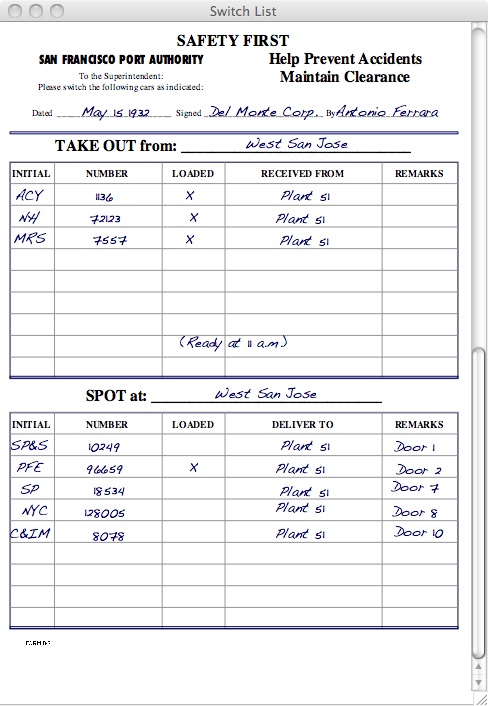 Switch List
SAFETY FIRST
SAN FRANCISCO PORT AUTHORITY
To the Superintendent:
Please switch the following cars as indicated:
Help Prevent Accidents
Maintain Clearance
Dated May 15 1932 Signed Del Monte Corp. By Antonio Ferrara
TAKE OUT from: West San Jose
INITIAL NUMBER LOADED RECEIVED FROM REMARKS
ACY 1136 X Plant 51
NH 72123 X Plant 51
MRS 7557 X Plant 51
(Ready at 11 a.m)
SPOT at: West San Jose
INITIAL NUMBER LOADED DELIVER TO REMARKS
SP&S 10249 Plant 51 Door 1
PFE 96659 X Plant 51 Door 2
SP 18534 Plant 51 Door 7
NYC 128005 Plant 51 Door 8
C&IM 8078 Plant 51 Door 10